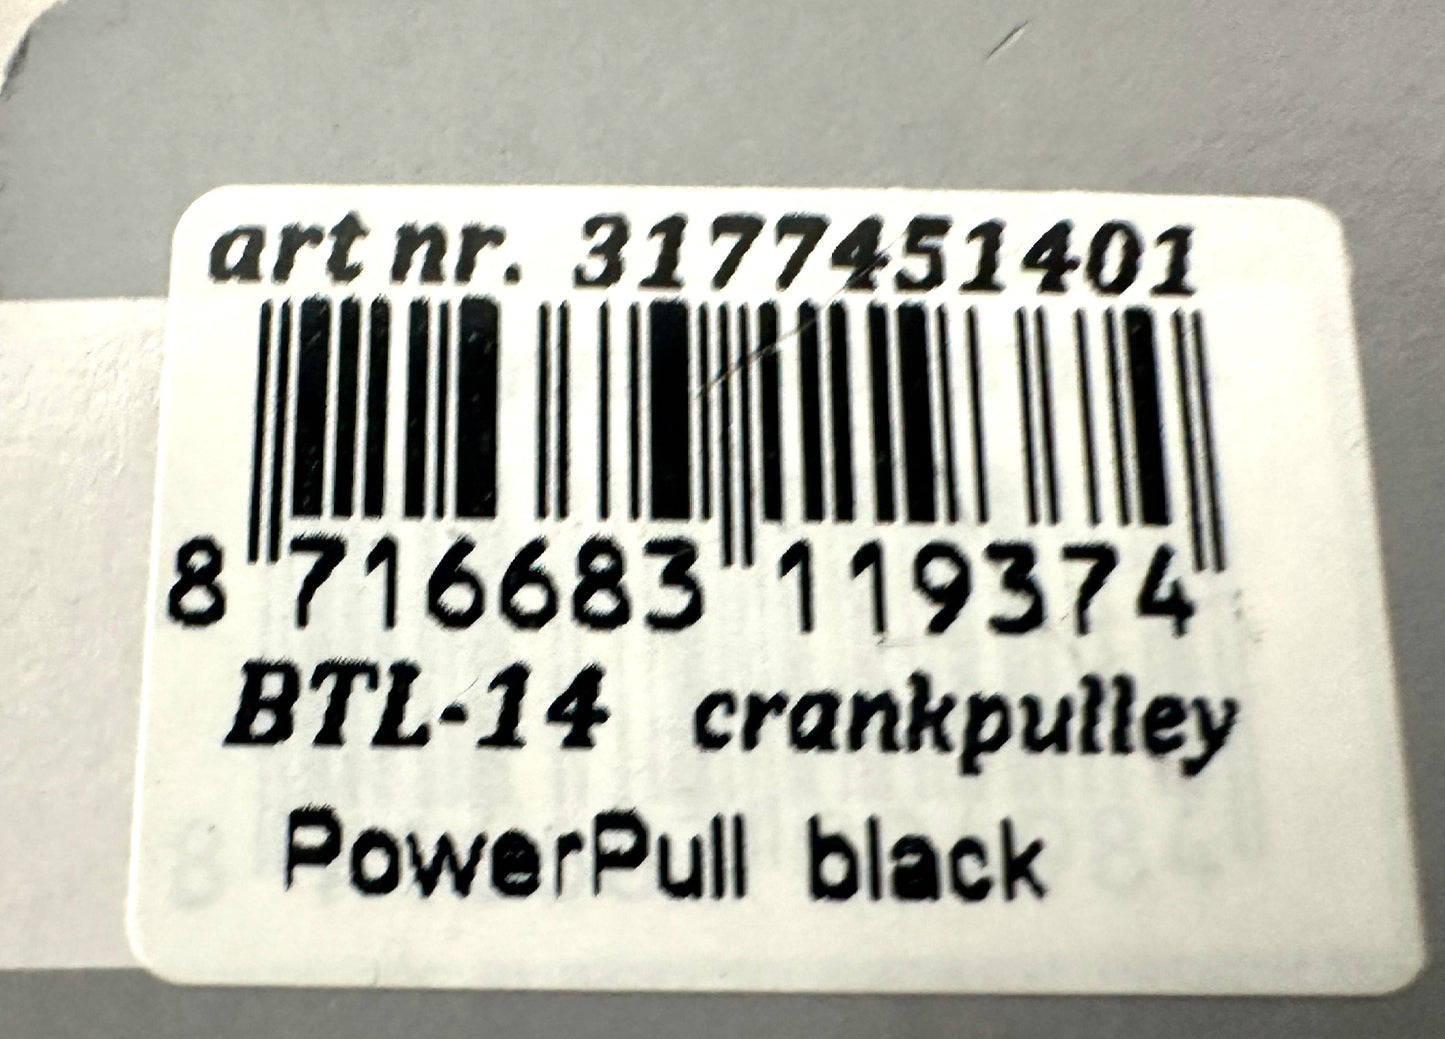 art nr. 3177451401
8 716683 119374
BTL-14 crankpulley
PowerPull black